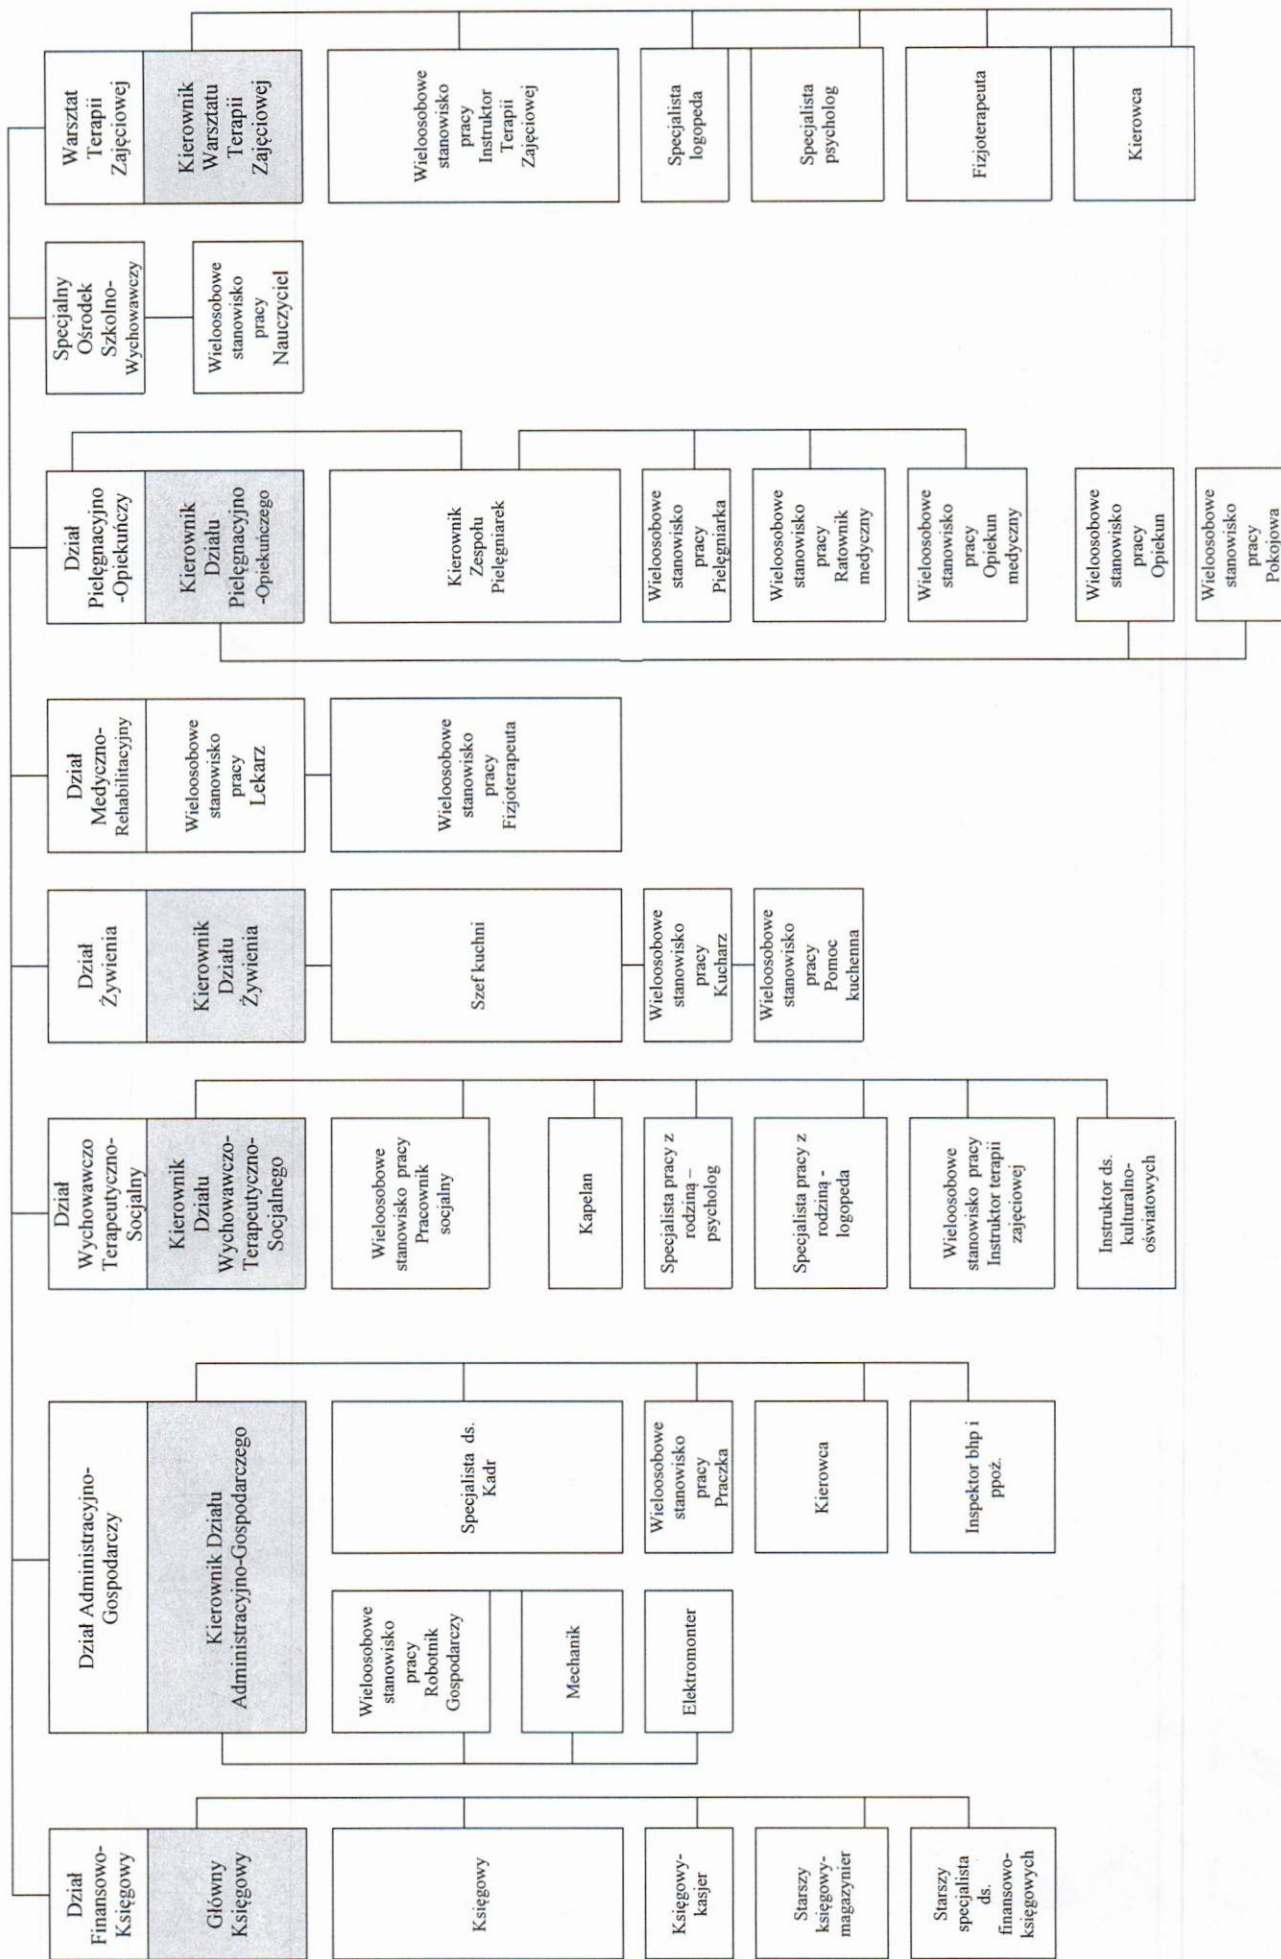 Dział
Finansowo-
Księgowy
Główny
Księgowy
Księgowy
Księgowy-
kasjer
Starszy
księgowy-
magazynier
Starszy
specjalista
ds.
finansowo-
księgowych
Dział Administracyjno-
Gospodarczy
Kierownik Działu
Administracyjno-Gospodarczego
Wieloosobowe
stanowisko
pracy
Robotnik
Gospodarczy
Mechanik
Elektromonter
Specjalista ds.
Kadr
Wieloosobowe
stanowisko
pracy
Praczka
Kierowca
Inspektor bhp i
ppoż.
Dział
Wychowawczo
Terapeutyczno-
Socjalny
Kierownik
Działu
Wychowawczo-
Terapeutyczno-
Socjalnego
Wieloosobowe
stanowisko pracy
Pracownik
socjalny
Kapelan
Specjalista pracy z
rodziną –
psycholog
Specjalista pracy z
rodziną -
logopeda
Wieloosobowe
stanowisko pracy
Instruktor terapii
zajęciowej
Instruktor ds.
kulturalno-
oświatowych
Dział
Żywienia
Kierownik
Działu
Żywienia
Szef kuchni
Wieloosobowe
stanowisko
pracy
Kucharz
Wieloosobowe
stanowisko
pracy
Pomoc
kuchenna
Dział
Medyczno-
Rehabilitacyjny
Wieloosobowe
stanowisko
pracy
Lekarz
Wieloosobowe
stanowisko
pracy
Fizjoterapeuta
Dział
Pielęgnacyjno
-Opiekuńczy
Kierownik
Działu
Pielęgnacyjno
-Opiekuńczego
Kierownik
Zespołu
Pielęgniarek
Wieloosobowe
stanowisko
pracy
Pielęgniarka
Wieloosobowe
stanowisko
pracy
Ratownik
medyczny
Wieloosobowe
stanowisko
pracy
Opiekun
medyczny
Wieloosobowe
stanowisko
pracy
Opiekun
Wieloosobowe
stanowisko
pracy
Pokojowa
Specjalny
Ośrodek
Szkolno-
Wychowawczy
Wieloosobowe
stanowisko
pracy
Nauczyciel
Warsztat
Terapii
Zajęciowej
Kierownik
Warsztatu
Terapii
Zajęciowej
Wieloosobowe
stanowisko
pracy
Instruktor
Terapii
Zajęciowej
Specjalista
logopeda
Specjalista
psycholog
Fizjoterapeuta
Kierowca